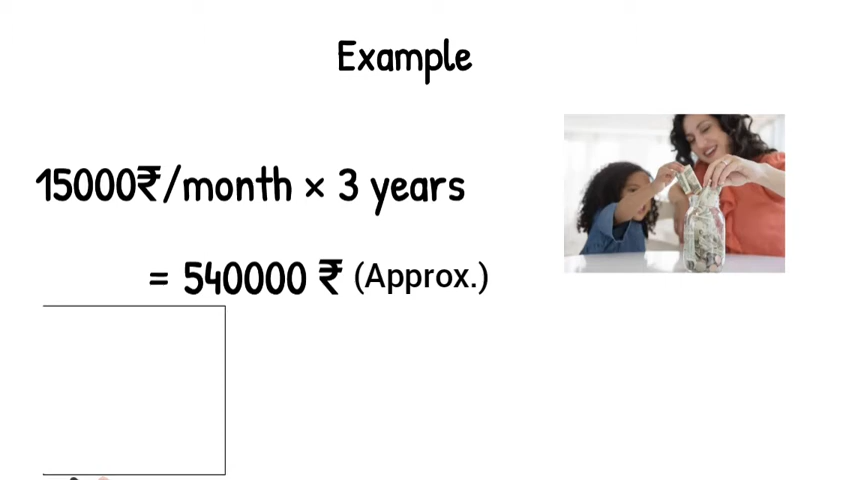 Example
15000₹/month × 3 years
= 540000 ₹ (Approx.)